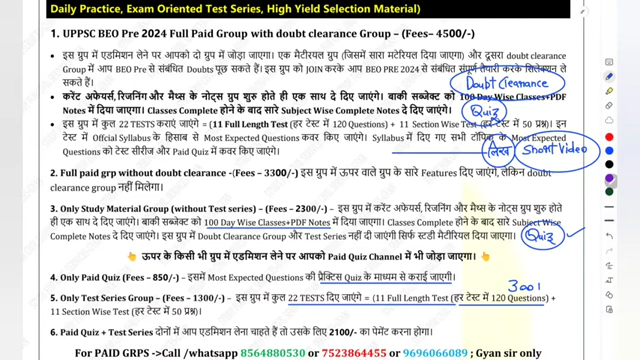 Daily Practice, Exam Oriented Test Series, High Yield Selection Material)
1. UPPSC BEO Pre 2024 Full Paid Group with doubt clearance Group – (Fees– 4500/-)
• इस ग्रुप में एडमिशन लेने पर आपको दो ग्रुप में जोड़ा जाएगा। एक मैटीरियल ग्रुप (जिसमें सारा मटेरियल दिया जाएगा) और दूसरा doubt clearance
Group में आप BEO Pre से संबंधित Doubts पूछ सकते हैं। इस ग्रुप को JOIN करके आप BEO PRE 2024 से संबंधित संपूर्ण तैयारी करके सिलेक्शन ले
सकते हैं।
Doubt Clearance
• करेंट अफेयर्स, रिजनिंग और मैथ्स के नोट्स ग्रुप शुरु होते ही एक साथ दे दिए जाएंगे। बाकी सब्जेक्ट को 100 Day Wise Classes+PDF
Notes में दिया जाएगा। Classes Complete होने के बाद सारे Subject Wise Complete Notes दे दिए जाएंगे।
Quiz
• इस ग्रुप में कुल 22 TESTS कराएं जाएंगे = (11 Full Length Test (हर टेस्ट में 120 Questions) + 11 Section Wise Test (हर टेस्ट में 50 प्रश्न)। इन
टेस्ट में Official Syllabus के हिसाब से Most Expected Questions कवर किए जाएंगे। Syllabus में दिए गए सभी टॉपिक के Most Expected
Questions को टेस्ट सीरीज और Paid Quiz में कवर किए जाएंगे।
लिख Short Video
2. Full paid grp without doubt clearance -(Fees – 3300/-) इस ग्रुप में ऊपर वाले ग्रुप के सारे Features दिए जाएंगे, लेकिन doubt
clearance group नहीं मिलेगा।
3. Only Study Material Group (without Test series) – (Fees – 2300/-) – इस ग्रुप में करेंट अफेयर्स, रिजनिंग और मैथ्स के नोट्स ग्रुप शुरु होते
ही एक साथ दे दिए जाएंगे। बाकी सब्जेक्ट को 100 Day Wise Classes+PDF Notes में दिया जाएगा। Classes Complete होने के बाद सारे Subject Wise
Complete Notes दे दिए जाएंगे। इस ग्रुप में Doubt Clearance Group और Test Series नहीं दी जाएंगी सिर्फ स्टडी मैटीरियल दिया जाएगा।
Quiz
ऊपर के किसी भी ग्रुप में एडमिशन लेने पर आपको Paid Quiz Channel में भी जोड़ा जाएगा।
4. Only Paid Quiz (Fees – 850/-) – इसमें Most Expected Questions की प्रैक्टिस Quiz के माध्यम से कराई जाएगी।
300
5. Only Test Series Group – (Fees – 1300/-) – इस ग्रुप में कुल 22 TESTS दिए जाएंगे = (11 Full Length Test (हर टेस्ट में 120 Questions) +
11 Section Wise Test (हर टेस्ट में 50 प्रश्न)।
6. Paid Quiz + Test Series दोनों में आप एडमिशन लेना चाहते हैं तो उसके लिए 2100/- का पेमेंट करना होगा।
For PAID GRPS ->Call /whatsapp 8564880530 or 7523864455 or 9696066089; Gyan sir only